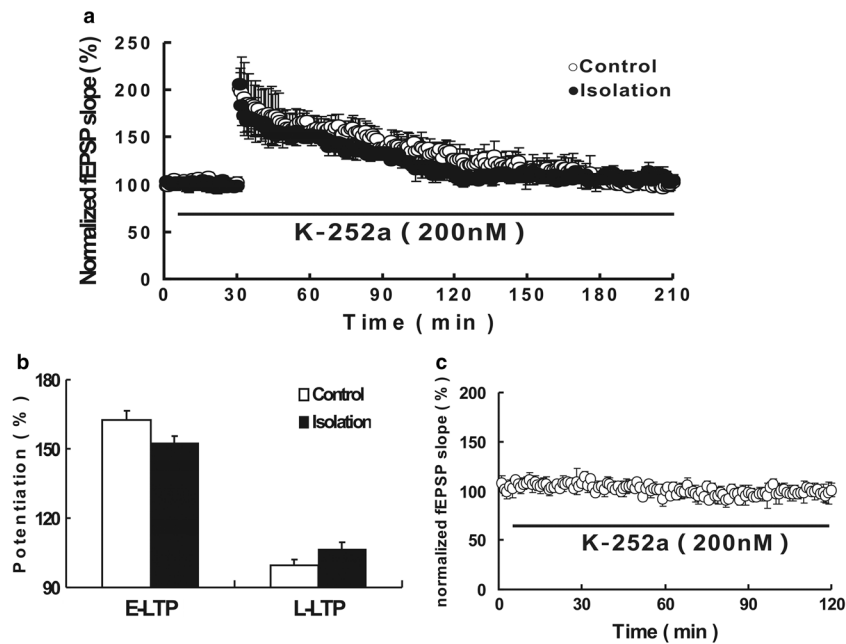 a
Normalized fEPSP slope (%)
250
200
150
100
50
0
Control
Isolation
K-252a ( 200nM )
0 30 60 90 120 150 180 210
Time ( min )
b
Potentiation ( % )
180
150
120
90
Control
Isolation
E-LTP L-LTP
c
normalized fEPSP slope ( % )
200
150
100
50
0
K-252a ( 200nM )
0 30 60 90 120
Time ( min )